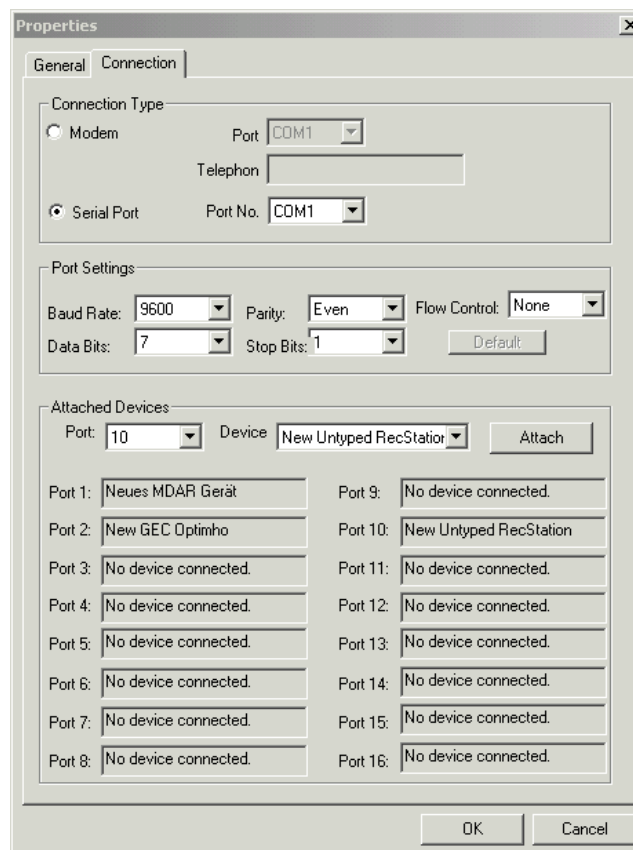 Properties
General Connection
Connection Type
Modem Port COM1
Telephon
Serial Port Port No. COM1
Port Settings
Baud Rate: 9600 Parity: Even Flow Control: None
Data Bits: 7 Stop Bits: 1 Default
Attached Devices
Port: 10 Device New Untyped RecStation Attach
Port 1: Neues MDAR Gerät Port 9: No device connected.
Port 2: New GEC Optimho Port 10: New Untyped RecStation
Port 3: No device connected. Port 11: No device connected.
Port 4: No device connected. Port 12: No device connected.
Port 5: No device connected. Port 13: No device connected.
Port 6: No device connected. Port 14: No device connected.
Port 7: No device connected. Port 15: No device connected.
Port 8: No device connected. Port 16: No device connected.
OK Cancel